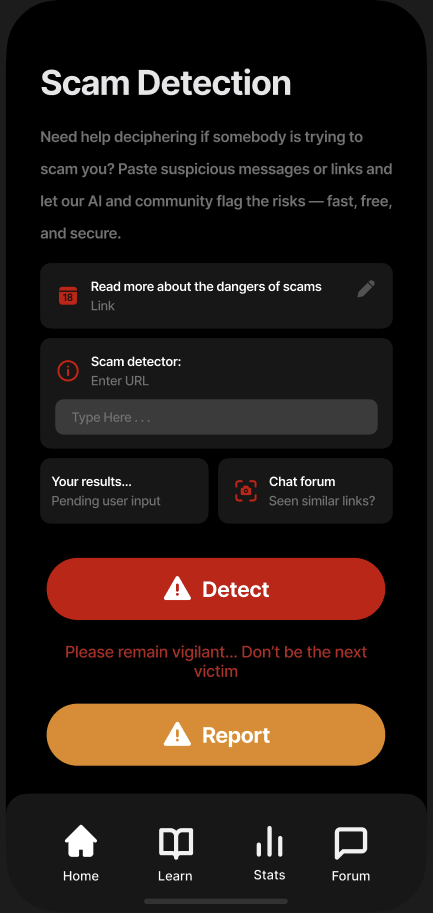 Scam Detection
Need help deciphering if somebody is trying to
scam you? Paste suspicious messages or links and
let our AI and community flag the risks — fast, free,
and secure.
18
Read more about the dangers of scams
Link
Scam detector:
Enter URL
Type Here . . .
Your results...
Pending user input
Chat forum
Seen similar links?
Detect
Please remain vigilant... Don’t be the next
victim
Report
Home
Learn
Stats
Forum